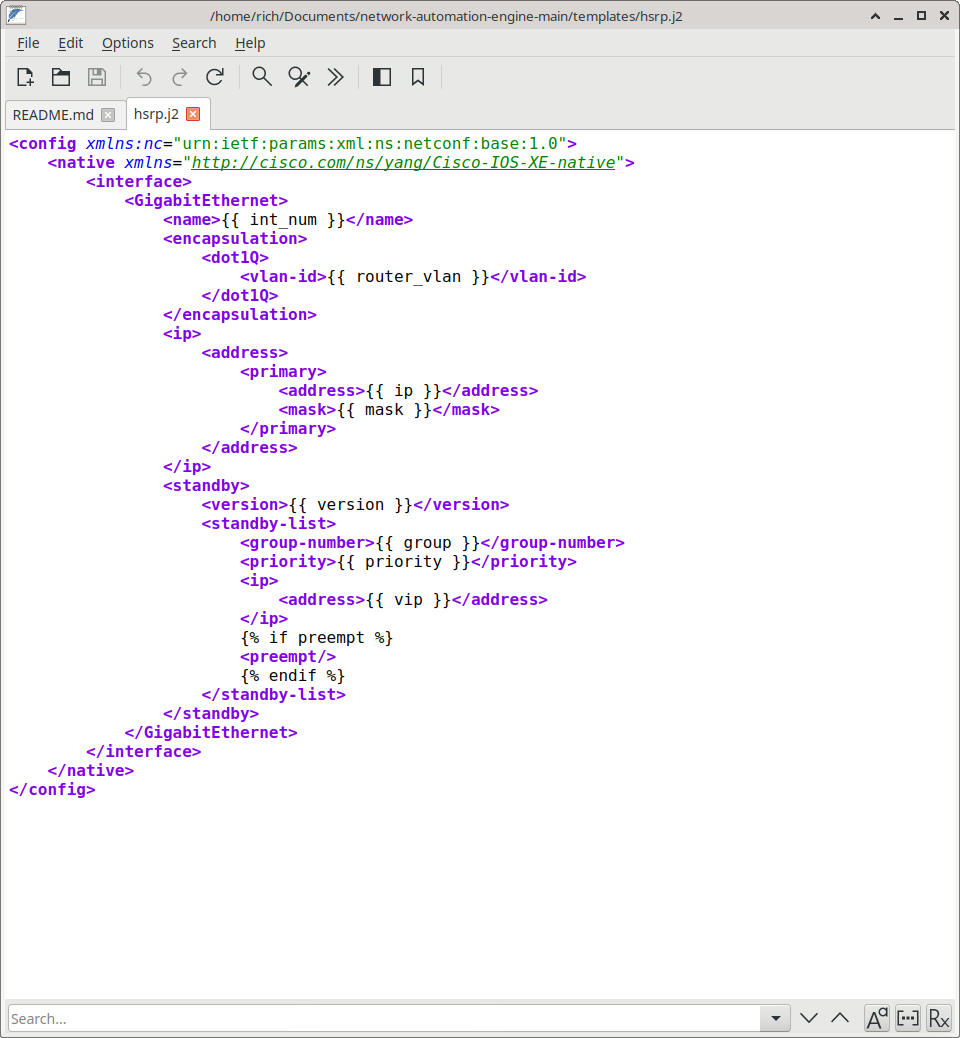 /home/rich/Documents/network-automation-engine-main/templates/hsrp.j2
File Edit Options Search Help
README.md hsrp.j2
<config xmlns:nc="urn:ietf:params:xml:ns:netconf:base:1.0">
    <native xmlns="http://cisco.com/ns/yang/Cisco-IOS-XE-native">
        <interface>
            <GigabitEthernet>
                <name>{{ int_num }}</name>
                <encapsulation>
                    <dot1Q>
                        <vlan-id>{{ router_vlan }}</vlan-id>
                    </dot1Q>
                </encapsulation>
                <ip>
                    <address>
                        <primary>
                            <address>{{ ip }}</address>
                            <mask>{{ mask }}</mask>
                        </primary>
                    </address>
                </ip>
                <standby>
                    <version>{{ version }}</version>
                    <standby-list>
                        <group-number>{{ group }}</group-number>
                        <priority>{{ priority }}</priority>
                        <ip>
                            <address>{{ vip }}</address>
                        </ip>
                        {% if preempt %}
                        <preempt/>
                        {% endif %}
                    </standby-list>
                </standby>
            </GigabitEthernet>
        </interface>
    </native>
</config>
Search...